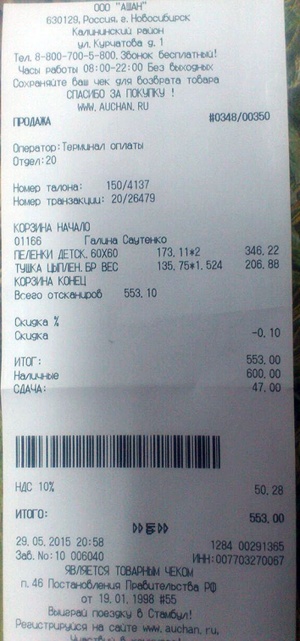 ООО "АШАН"
630129, Россия, г. Новосибирск
Калининский район
ул. Курчатова д. 1
Тел. 8-800-700-5-800. Звонок бесплатный!
Часы работы 08:00-22:00 Без выходных
Сохраняйте ваш чек для возврата товара
СПАСИБО ЗА ПОКУПКУ !
WWW.AUCHAN.RU
ПРОДАЖА #0348/00350
Оператор: Терминал оплаты
Отдел:20
Номер талона: 150/4137
Номер транзакции: 20/26479
КОРЗИНА НАЧАЛО
01166 Галина Саутенко
ПЕЛЕНКИ ДЕТСК.60X60 173.11*2 346.22
ТУШКА ЦЫПЛЕН.БР ВЕС 135.75*1.524 206.88
КОРЗИНА КОНЕЦ
Всего отсканиров 553.10
Скидка %
Скидка -0.10
ИТОГ: 553.00
Наличные 600.00
СДАЧА: 47.00
НДС 10% 50.28
ИТОГО: 553.00
29.05.2015 20:58 1284 00291365
Зав.No:10 006040 ИНН:007703270067
ЯВЛЯЕТСЯ ТОВАРНЫМ ЧЕКОМ
п. 46 Постановления Правительства РФ
от 19.01.1998 #55
Выиграй поездку в Стамбул!
Регистрируйся на сайте www.auchan.ru,